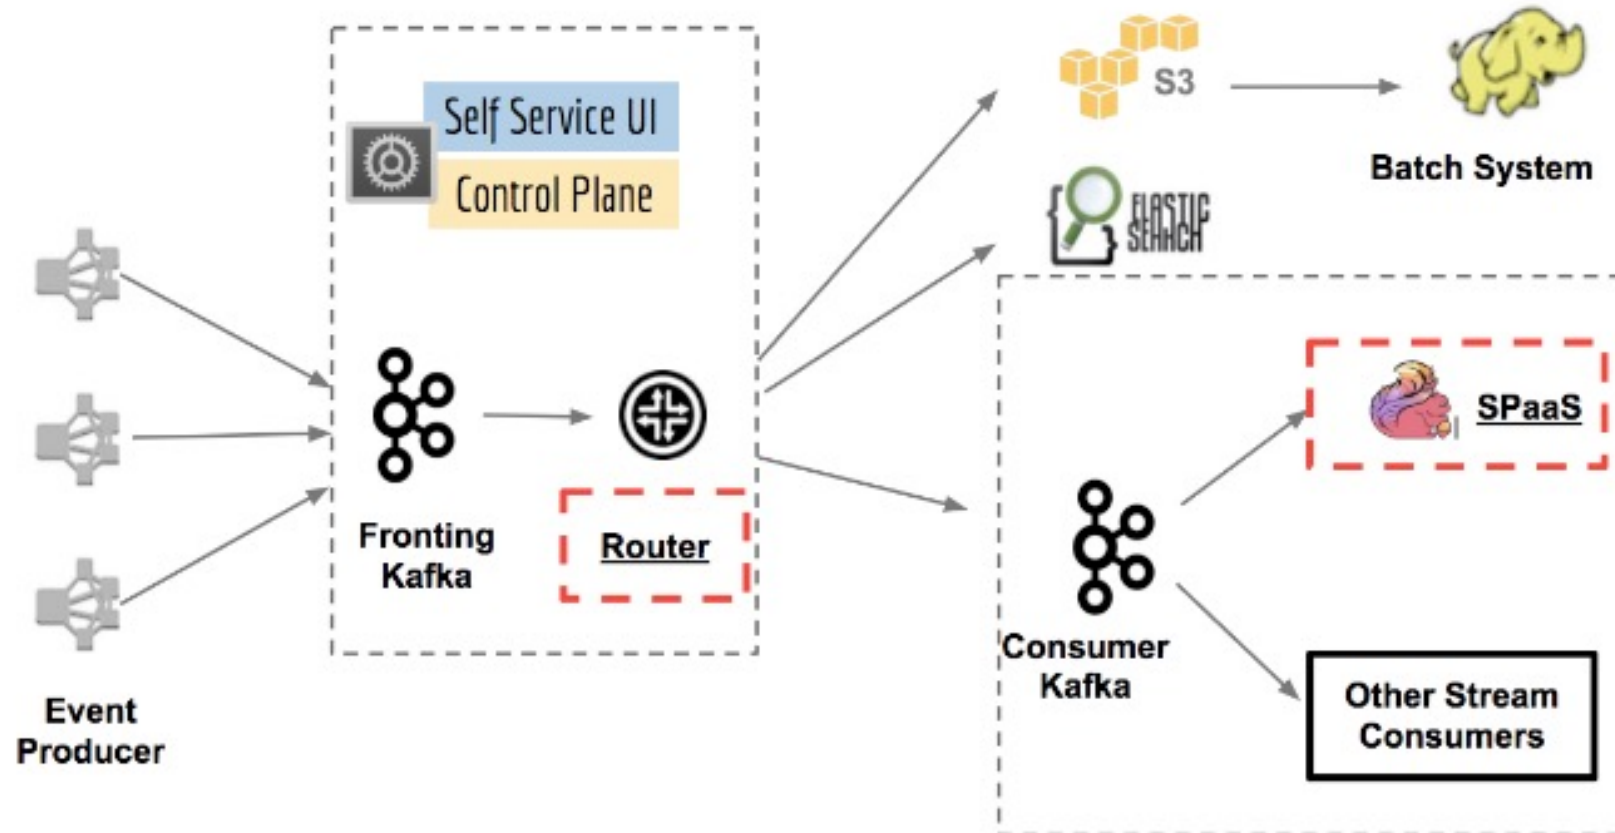 Self Service UI
Control Plane
S3
Batch System
ELASTIC
SEARCH
SPaaS
Fronting
Kafka
Router
Consumer
Kafka
Other Stream
Consumers
Event
Producer